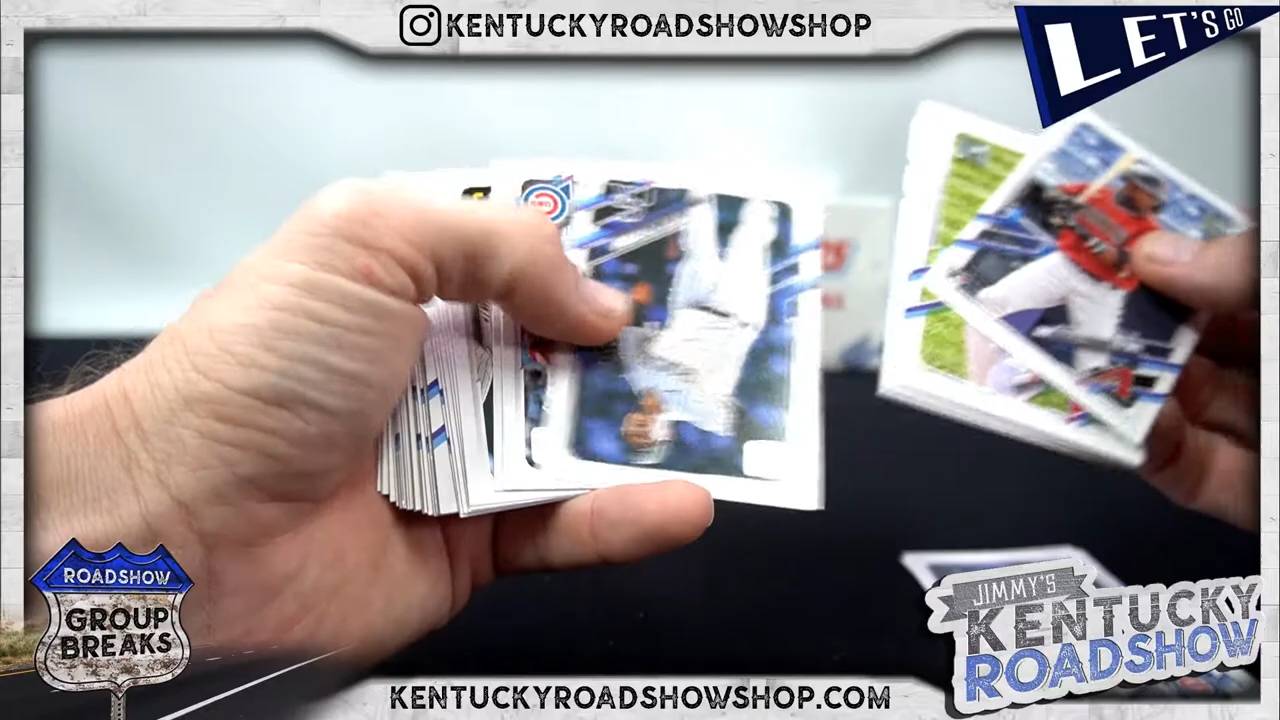 KENTUCKYROADSHOWSHOP
LET'S GO
ROADSHOW
GROUP
BREAKS
JIMMY'S
KENTUCKY
ROADSHOW
KENTUCKYROADSHOWSHOP.COM